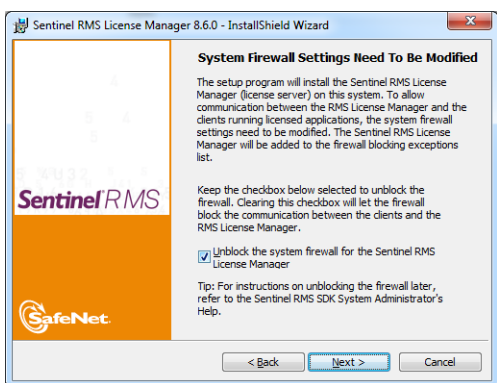 Sentinel RMS License Manager 8.6.0 - InstallShield Wizard
System Firewall Settings Need To Be Modified
The setup program will install the Sentinel RMS License
Manager (license server) on this system. To allow
communication between the RMS License Manager and the
clients running licensed applications, the system firewall
settings need to be modified. The Sentinel RMS License
Manager will be added to the firewall blocking exceptions
list.
Keep the checkbox below selected to unblock the
firewall. Clearing this checkbox will let the firewall
block the communication between the clients and the
RMS License Manager.
Unblock the system firewall for the Sentinel RMS
License Manager
Tip: For instructions on unblocking the firewall later,
refer to the Sentinel RMS SDK System Administrator's
Help.
Sentinel RMS
SafeNet.
< Back
Next >
Cancel